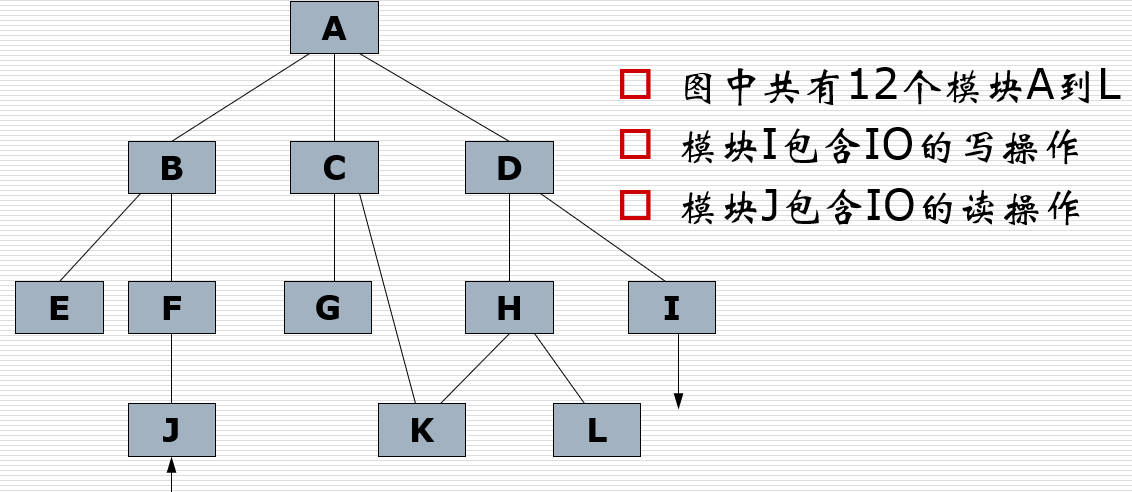 A
图中共有12个模块A到L
模块I包含IO的写操作
B C D
模块J包含IO的读操作
E F G H I
J K L